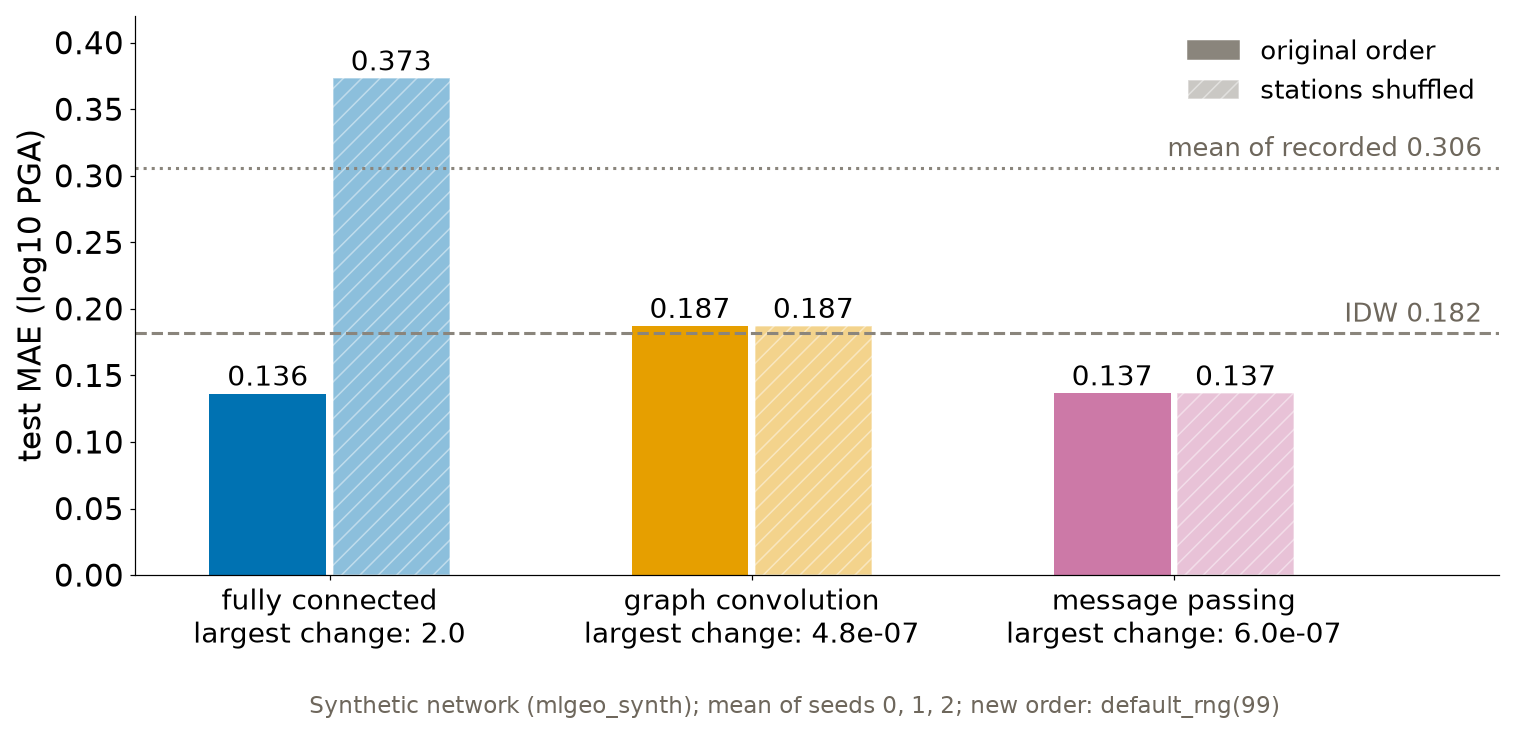 0.40
0.35
0.30
0.25
0.20
0.15
0.10
0.05
0.00
test MAE (log10 PGA)
original order
stations shuffled
mean of recorded 0.306
IDW 0.182
0.136
0.373
0.187
0.187
0.137
0.137
fully connected
largest change: 2.0
graph convolution
largest change: 4.8e-07
message passing
largest change: 6.0e-07
Synthetic network (mlgeo_synth); mean of seeds 0, 1, 2; new order: default_rng(99)